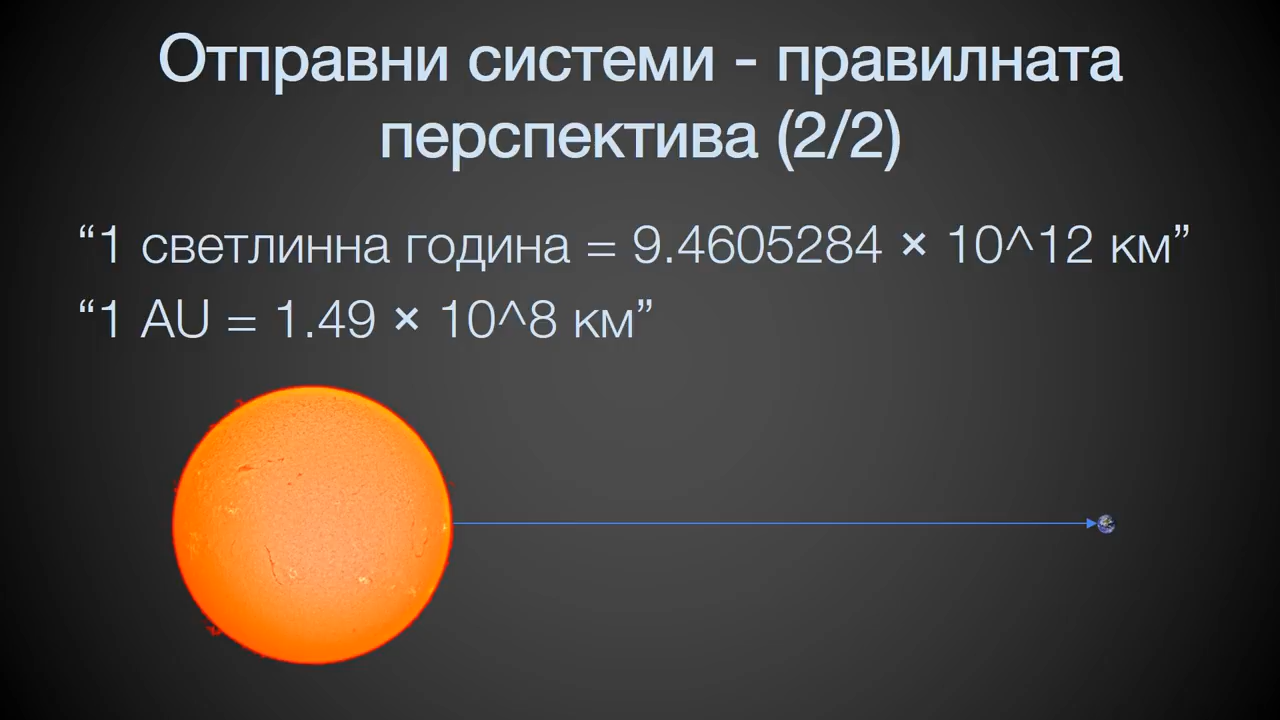 Отправни системи - правилната
перспектива (2/2)
“1 светлинна година = 9.4605284 × 10^12 км”
“1 AU = 1.49 × 10^8 км”